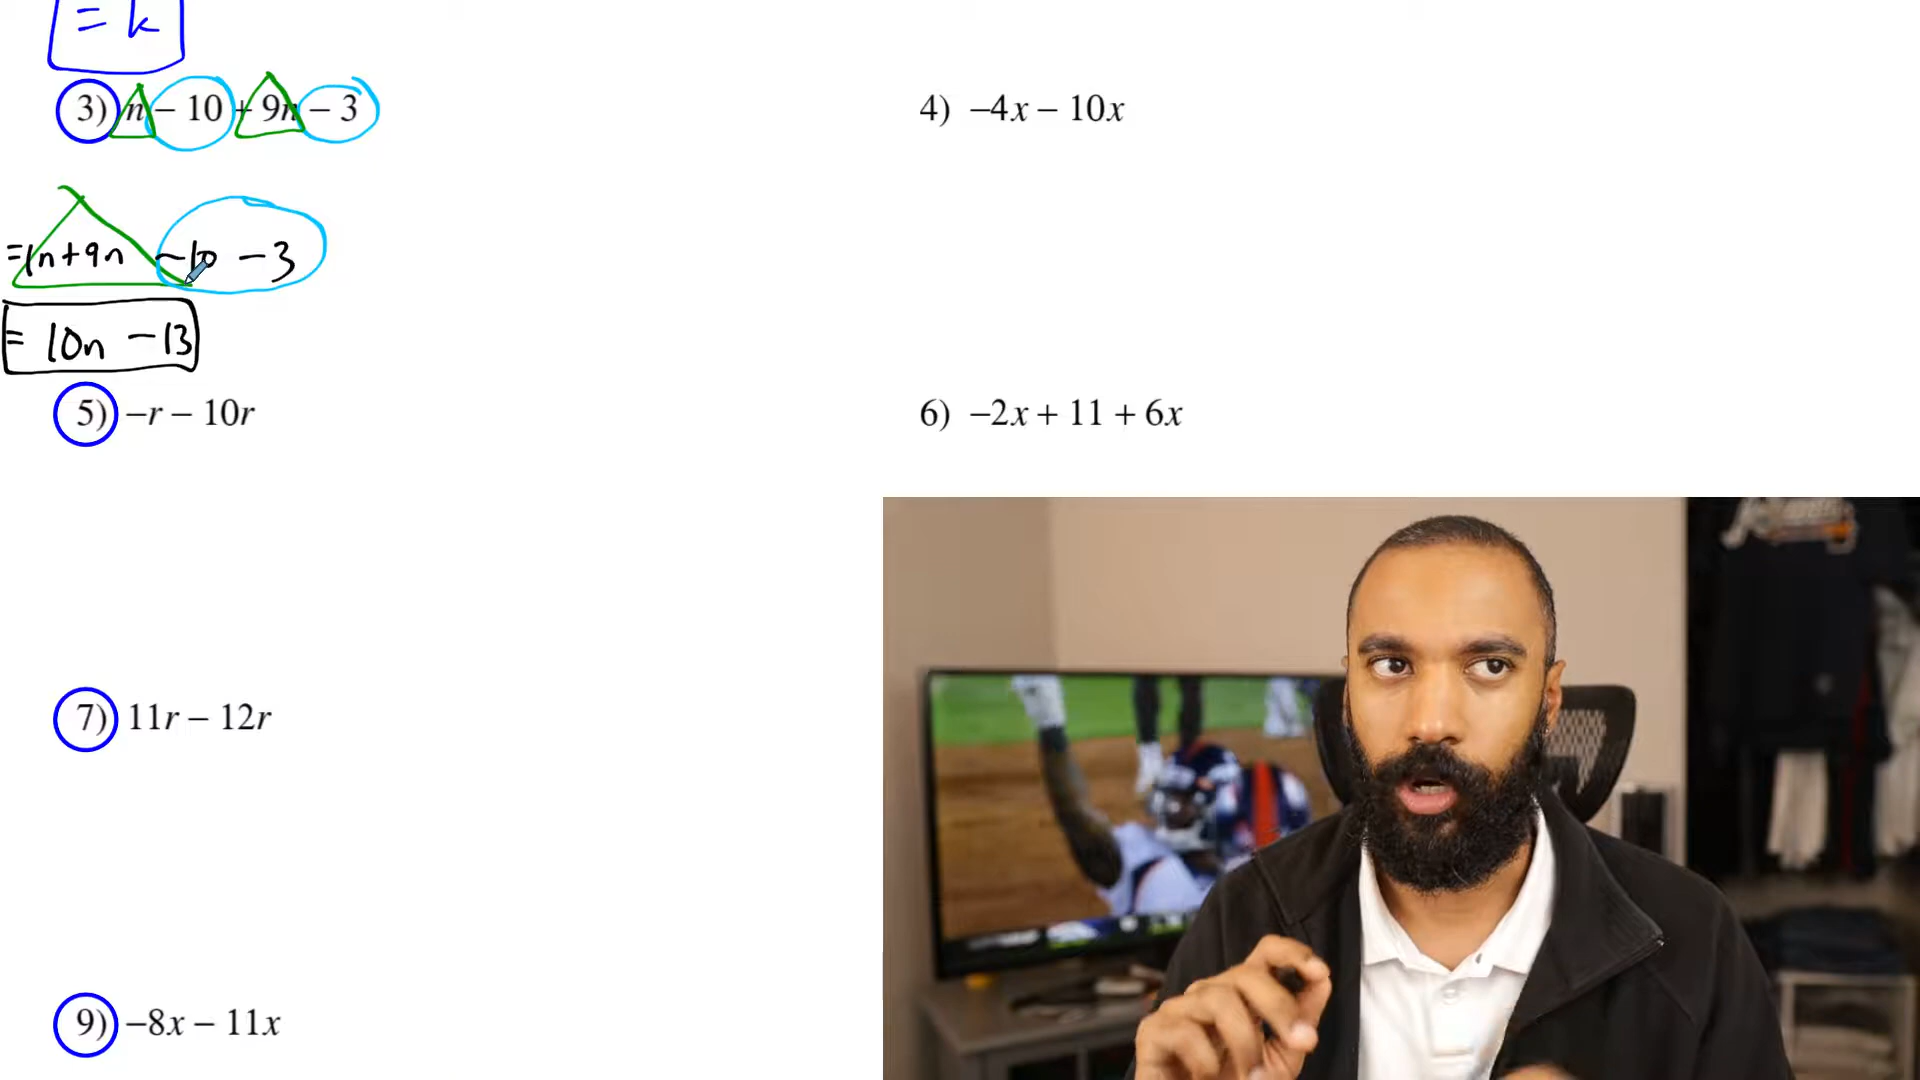 = k
3) n – 10 + 9n – 3
4) –4x – 10x
=1n+9n –10 –3
= 10n –13
5) –r – 10r
6) –2x + 11 + 6x
7) 11r – 12r
9) –8x – 11x